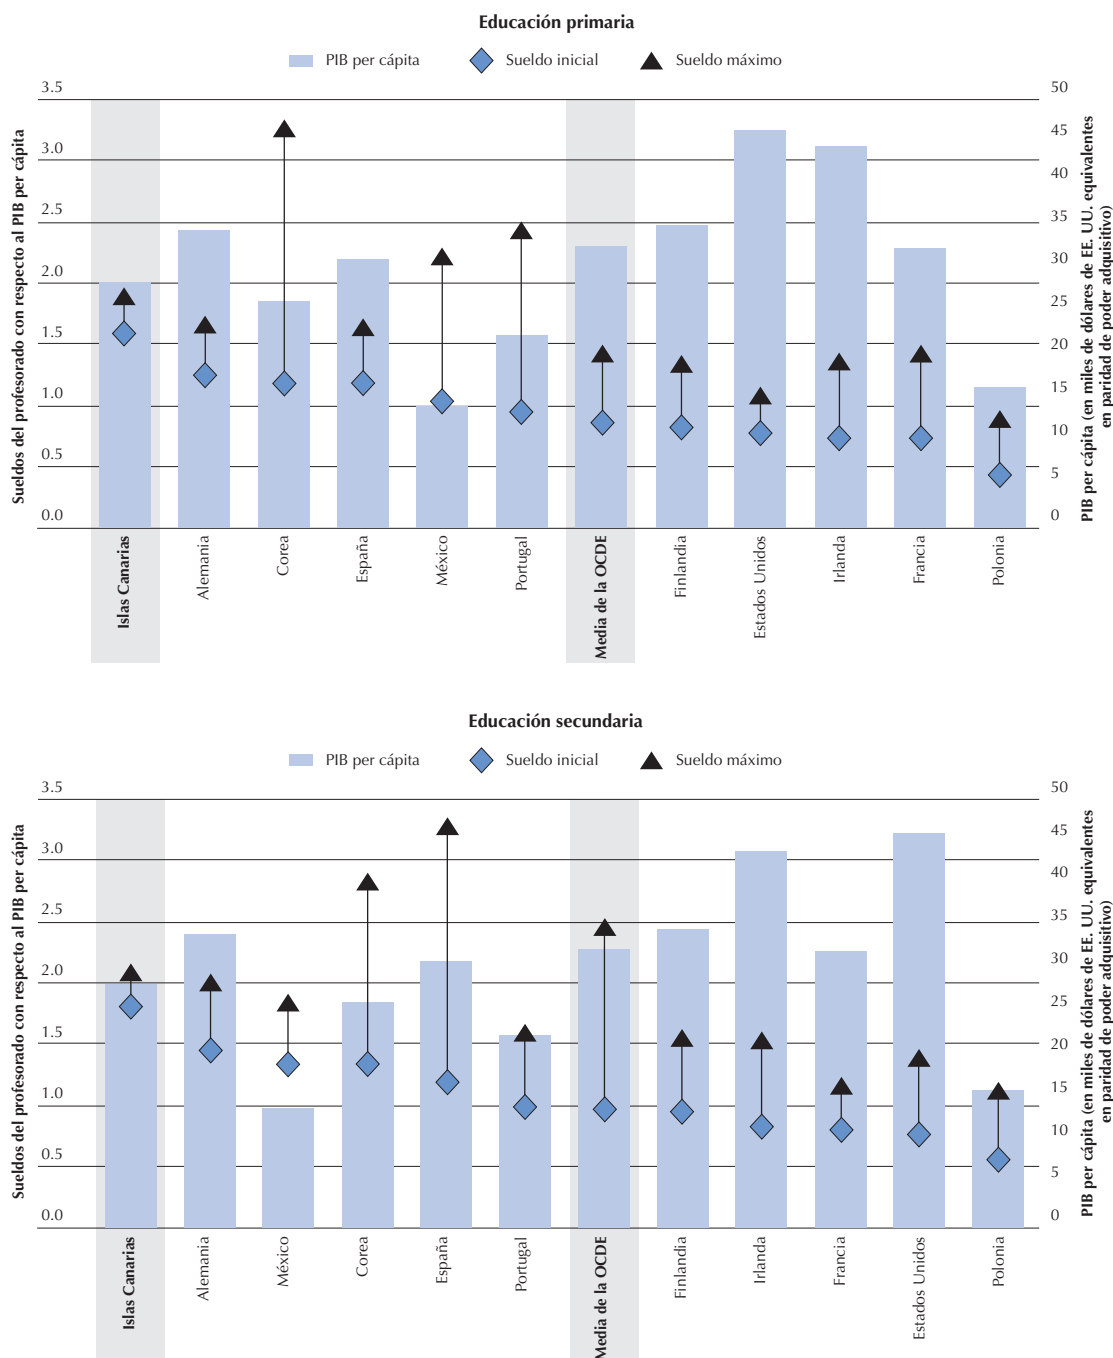 Educación primaria
PIB per cápita
Sueldo inicial
Sueldo máximo
Sueldos del profesorado con respecto al PIB per cápita
3.5
3.0
2.5
2.0
1.5
1.0
0.5
0.0
50
45
40
35
30
25
20
15
10
5
0
PIB per cápita (en miles de dólares de EE. UU. equivalentes
en paridad de poder adquisitivo)
Islas Canarias
Alemania
Corea
España
México
Portugal
Media de la OCDE
Finlandia
Estados Unidos
Irlanda
Francia
Polonia
Educación secundaria
PIB per cápita
Sueldo inicial
Sueldo máximo
Sueldos del profesorado con respecto al PIB per cápita
3.5
3.0
2.5
2.0
1.5
1.0
0.5
0.0
50
45
40
35
30
25
20
15
10
5
0
PIB per cápita (en miles de dólares de EE. UU. equivalentes
en paridad de poder adquisitivo)
Islas Canarias
Alemania
México
Corea
España
Portugal
Media de la OCDE
Finlandia
Irlanda
Francia
Estados Unidos
Polonia